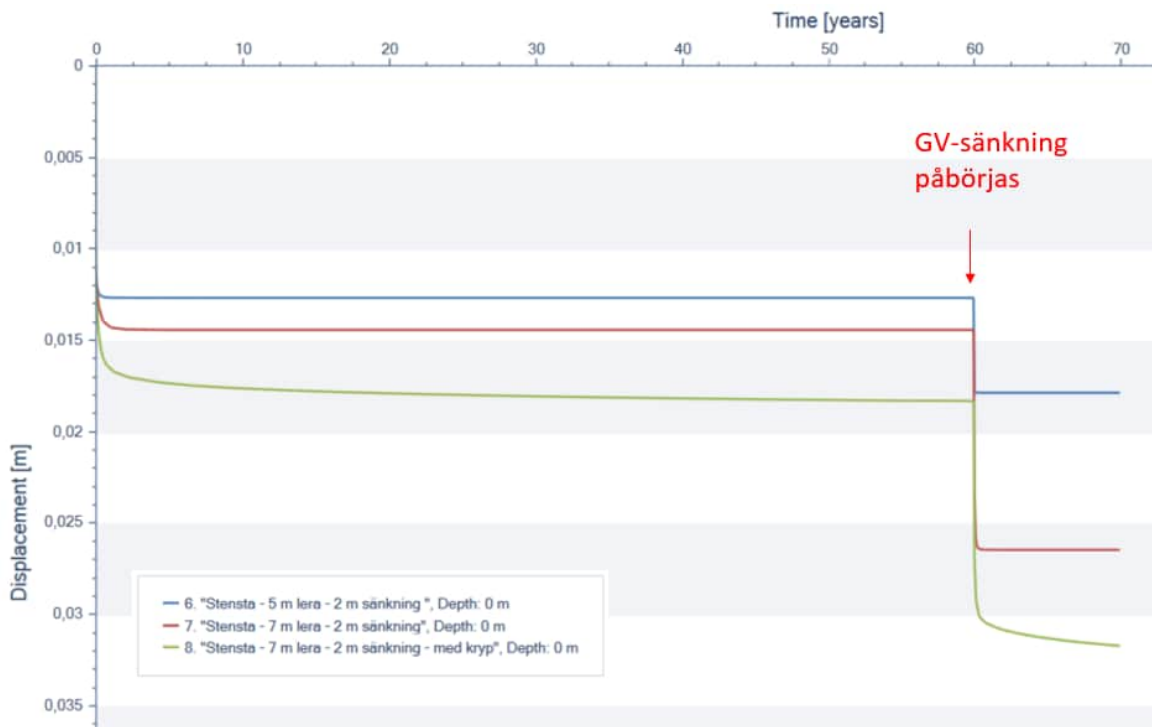 Time [years]
0 10 20 30 40 50 60 70
0
0,005
0,01
0,015
0,02
0,025
0,03
0,035
Displacement [m]
GV-sänkning
påbörjas
6. "Stensta - 5 m lera - 2 m sänkning ", Depth: 0 m
7. "Stensta - 7 m lera - 2 m sänkning", Depth: 0 m
8. "Stensta - 7 m lera - 2 m sänkning - med kryp", Depth: 0 m